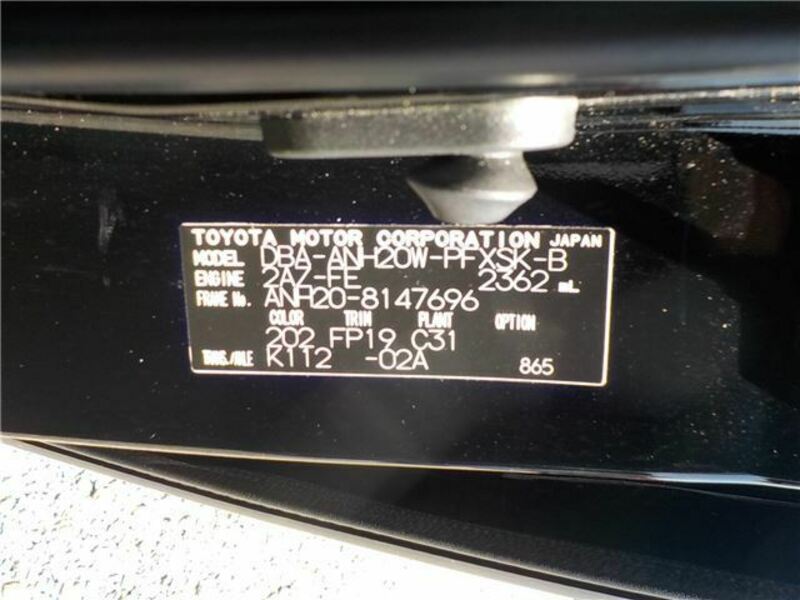 TOYOTA MOTOR CORPORATION JAPAN
MODEL DBA-ANH20W-PFXSK-B
ENGINE 2AZ-FE 2362 mL
FRAME No. ANH20-8147696
COLOR TRIM PLANT OPTION
202 FP19 C31
TRANS./AXLE K112 -02A 865